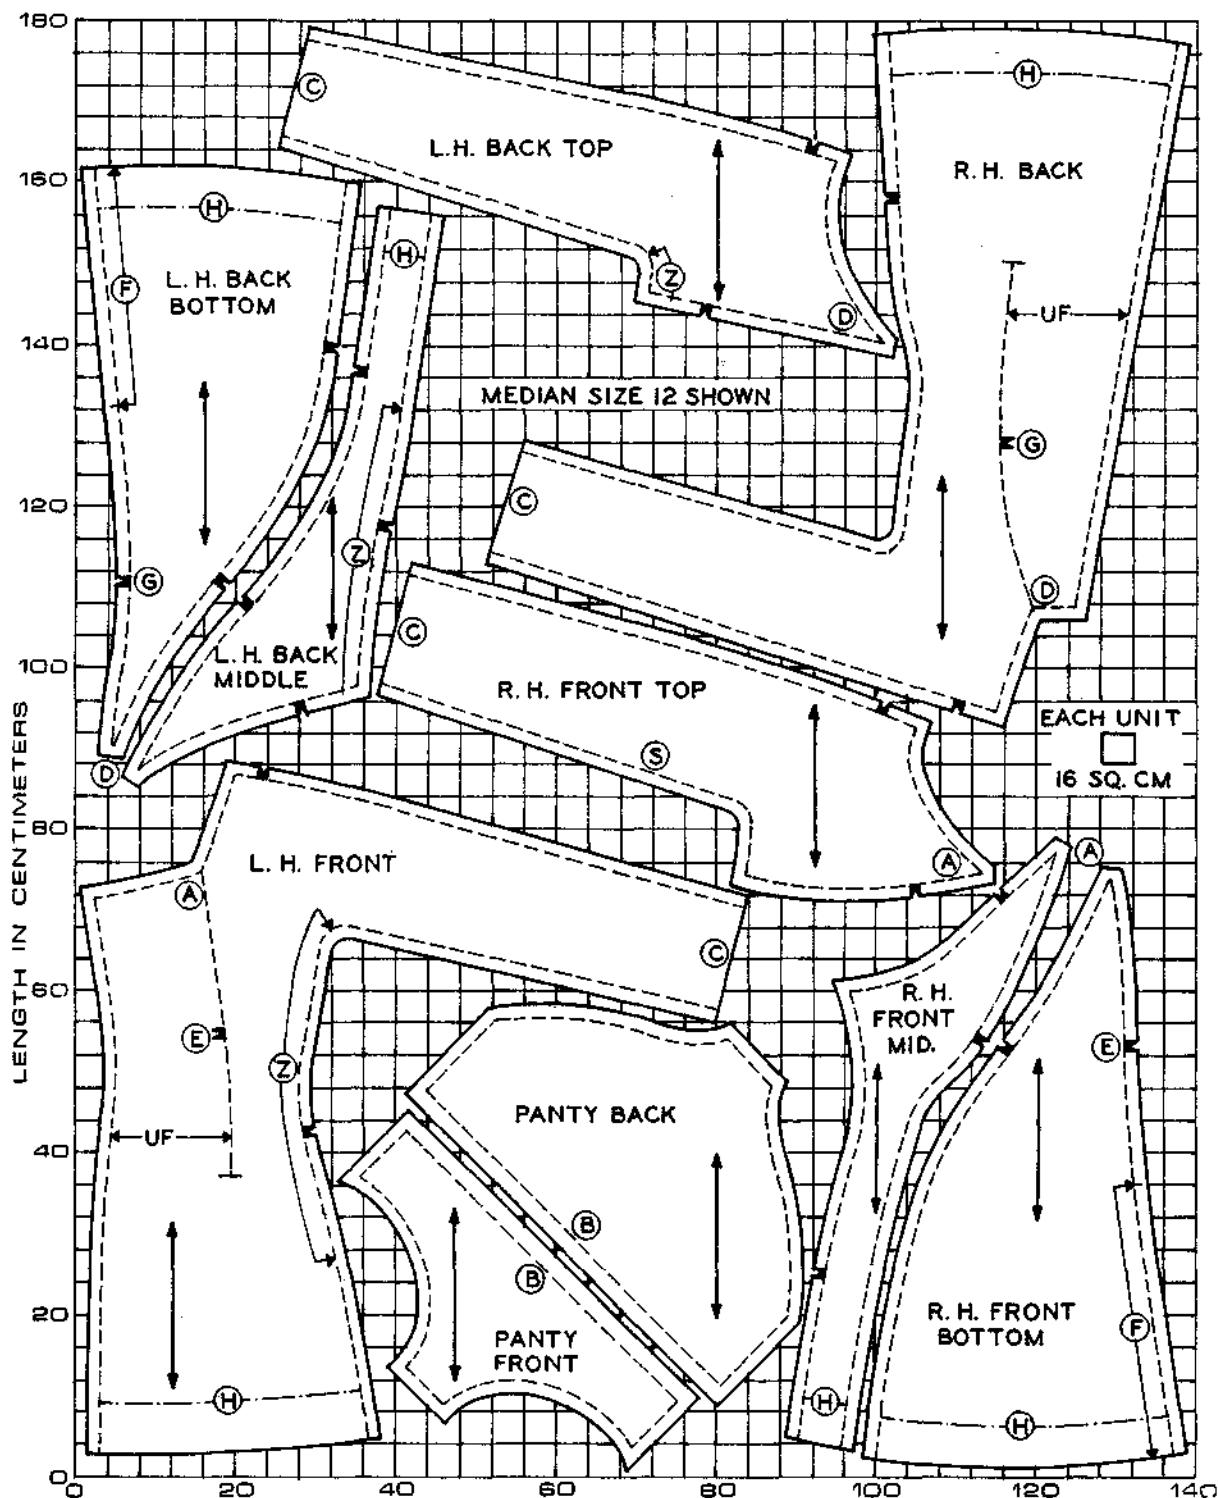 180
160
140
120
100
80
60
40
20
0
LENGTH IN CENTIMETERS
0 20 40 60 80 100 120 140
C
L.H. BACK TOP
Z
D
H
R.H. BACK
UF
G
D
C
H
F
L.H. BACK
BOTTOM
G
D
H
Z
L.H. BACK
MIDDLE
MEDIAN SIZE 12 SHOWN
C
R.H. FRONT TOP
S
A
EACH UNIT
16 SQ. CM
L.H. FRONT
A
C
E
Z
UF
H
PANTY BACK
B
B
PANTY
FRONT
A
R.H.
FRONT
MID.
H
E
F
R.H. FRONT
BOTTOM
H